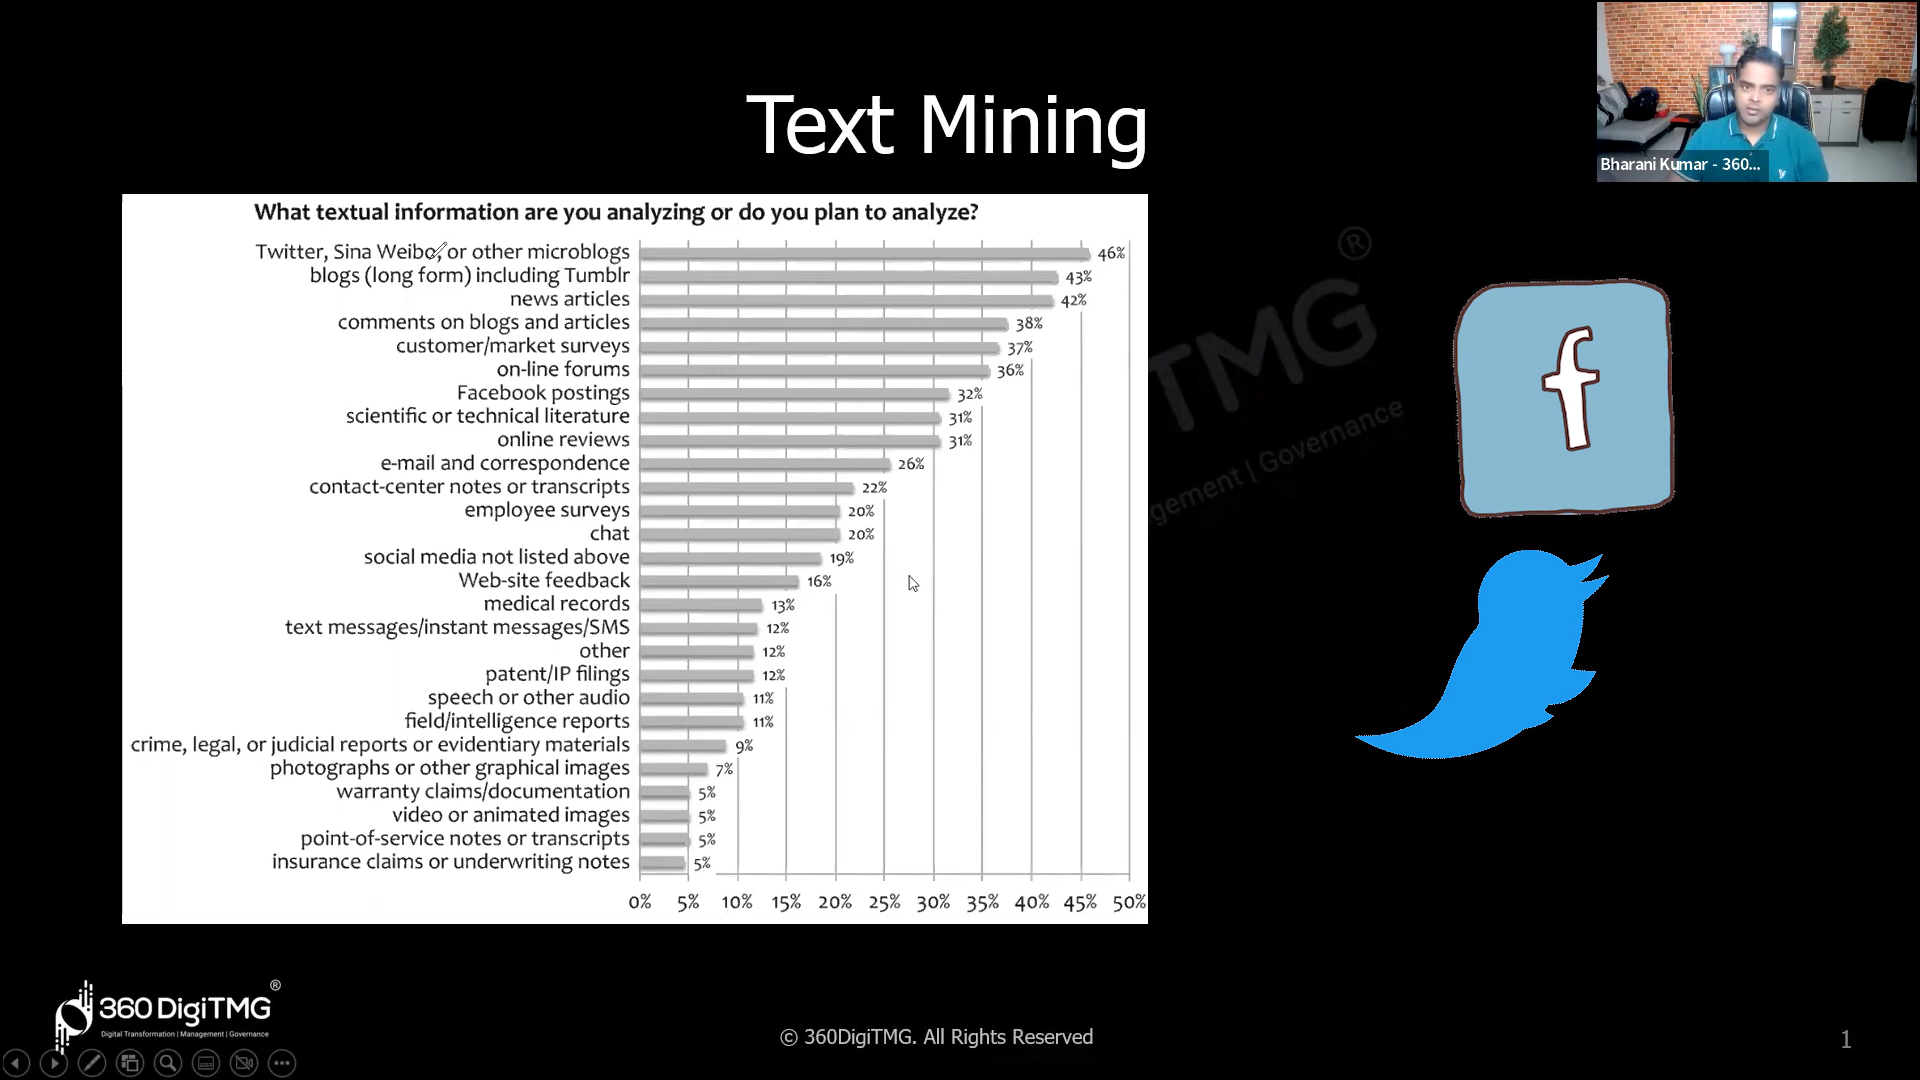 Text Mining
Bharani Kumar - 360...
What textual information are you analyzing or do you plan to analyze?
Twitter, Sina Weibo, or other microblogs 46%
blogs (long form) including Tumblr 43%
news articles 42%
comments on blogs and articles 38%
customer/market surveys 37%
on-line forums 36%
Facebook postings 32%
scientific or technical literature 31%
online reviews 31%
e-mail and correspondence 26%
contact-center notes or transcripts 22%
employee surveys 20%
chat 20%
social media not listed above 19%
Web-site feedback 16%
medical records 13%
text messages/instant messages/SMS 12%
other 12%
patent/IP filings 12%
speech or other audio 11%
field/intelligence reports 11%
crime, legal, or judicial reports or evidentiary materials 9%
photographs or other graphical images 7%
warranty claims/documentation 5%
video or animated images 5%
point-of-service notes or transcripts 5%
insurance claims or underwriting notes 5%
0% 5% 10% 15% 20% 25% 30% 35% 40% 45% 50%
®
TMG
gement | Governance
f
360 DigiTMG ®
Digital Transformation | Management | Governance
© 360DigiTMG. All Rights Reserved
1